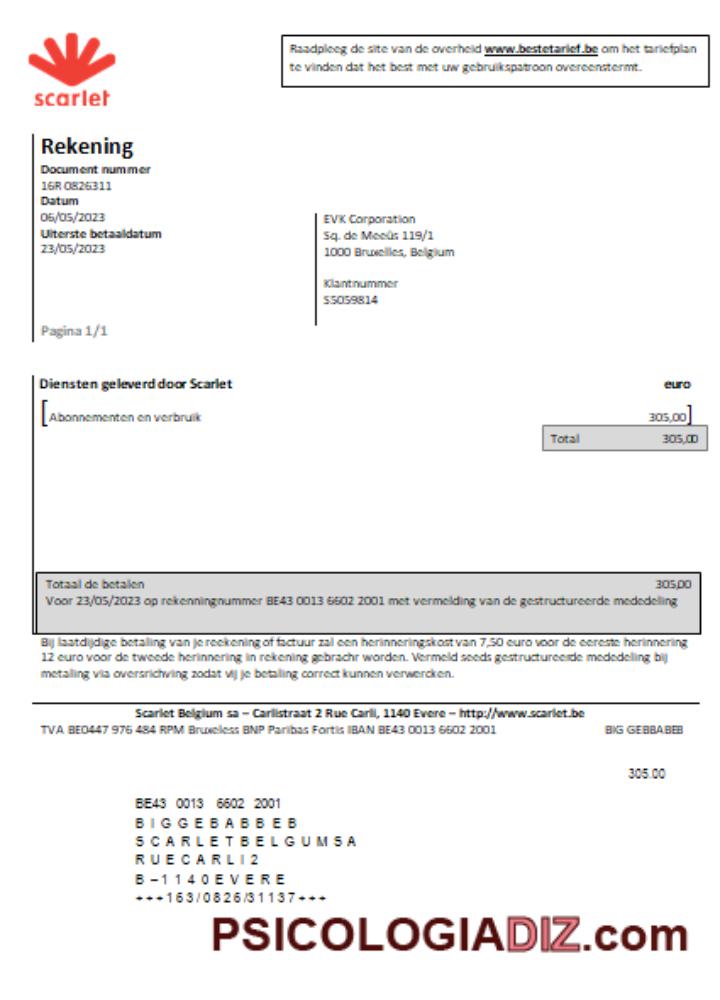 scarlet
Raadpleeg de site van de overheid www.bestetarief.be om het tariefplan
te vinden dat het best met uw gebruikspatroon overeenstermt.
Rekening
Document nummer
16R 0826311
Datum
06/05/2023
Uiterste betaaldatum
23/05/2023
EVK Corporation
Sq. de Meeûs 119/1
1000 Bruxelles, Belgium
Klantnummer
S5059814
Pagina 1/1
Diensten geleverd door Scarlet euro
[Abonnementen en verbruik 305,00]
Total 305,00
Totaal de betalen 305,00
Voor 23/05/2023 op rekenningnummer BE43 0013 6602 2001 met vermelding van de gestructureerde mededeling
Bij laatdijdige betaling van je reekening of factuur zal een herinneringskost van 7,50 euro voor de eereste herinnering
12 euro voor de tweede herinnering in rekening gebrachr worden. Vermeld seeds gestructureerde mededeling bij
metaling via oversrichving zodat vij je betaling correct kunnen verwercken.
Scarlet Belgium sa – Carlistraat 2 Rue Carli, 1140 Evere – http://www.scarlet.be
TVA BE0447 976 484 RPM Bruxeless BNP Paribas Fortis IBAN BE43 0013 6602 2001 BIG GEBBABEB
305.00
BE43 0013 6602 2001
B I G G E B A B B E B
S C A R L E T B E L G U M S A
R U E C A R L I 2
B – 1 1 4 0 E V E R E
+++163/0826/31137+++
PSICOLOGIADIZ.com